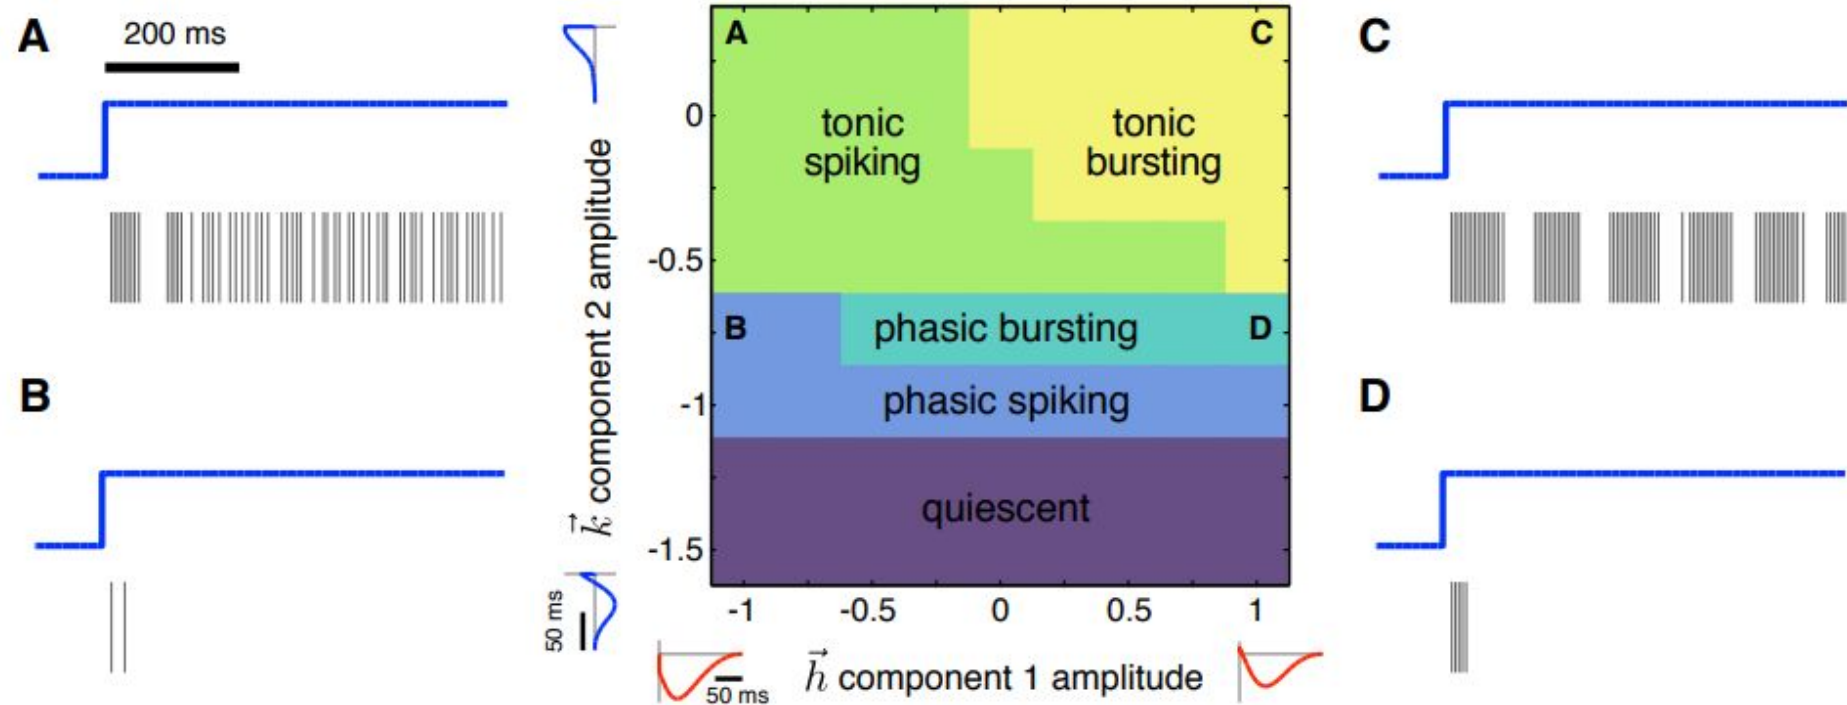 A
200 ms
B
50 ms
k⃗ component 2 amplitude
0
-0.5
-1
-1.5
A
C
tonic
spiking
tonic
bursting
B
phasic bursting
D
phasic spiking
quiescent
-1
-0.5
0
0.5
1
50 ms
h⃗ component 1 amplitude
C
D